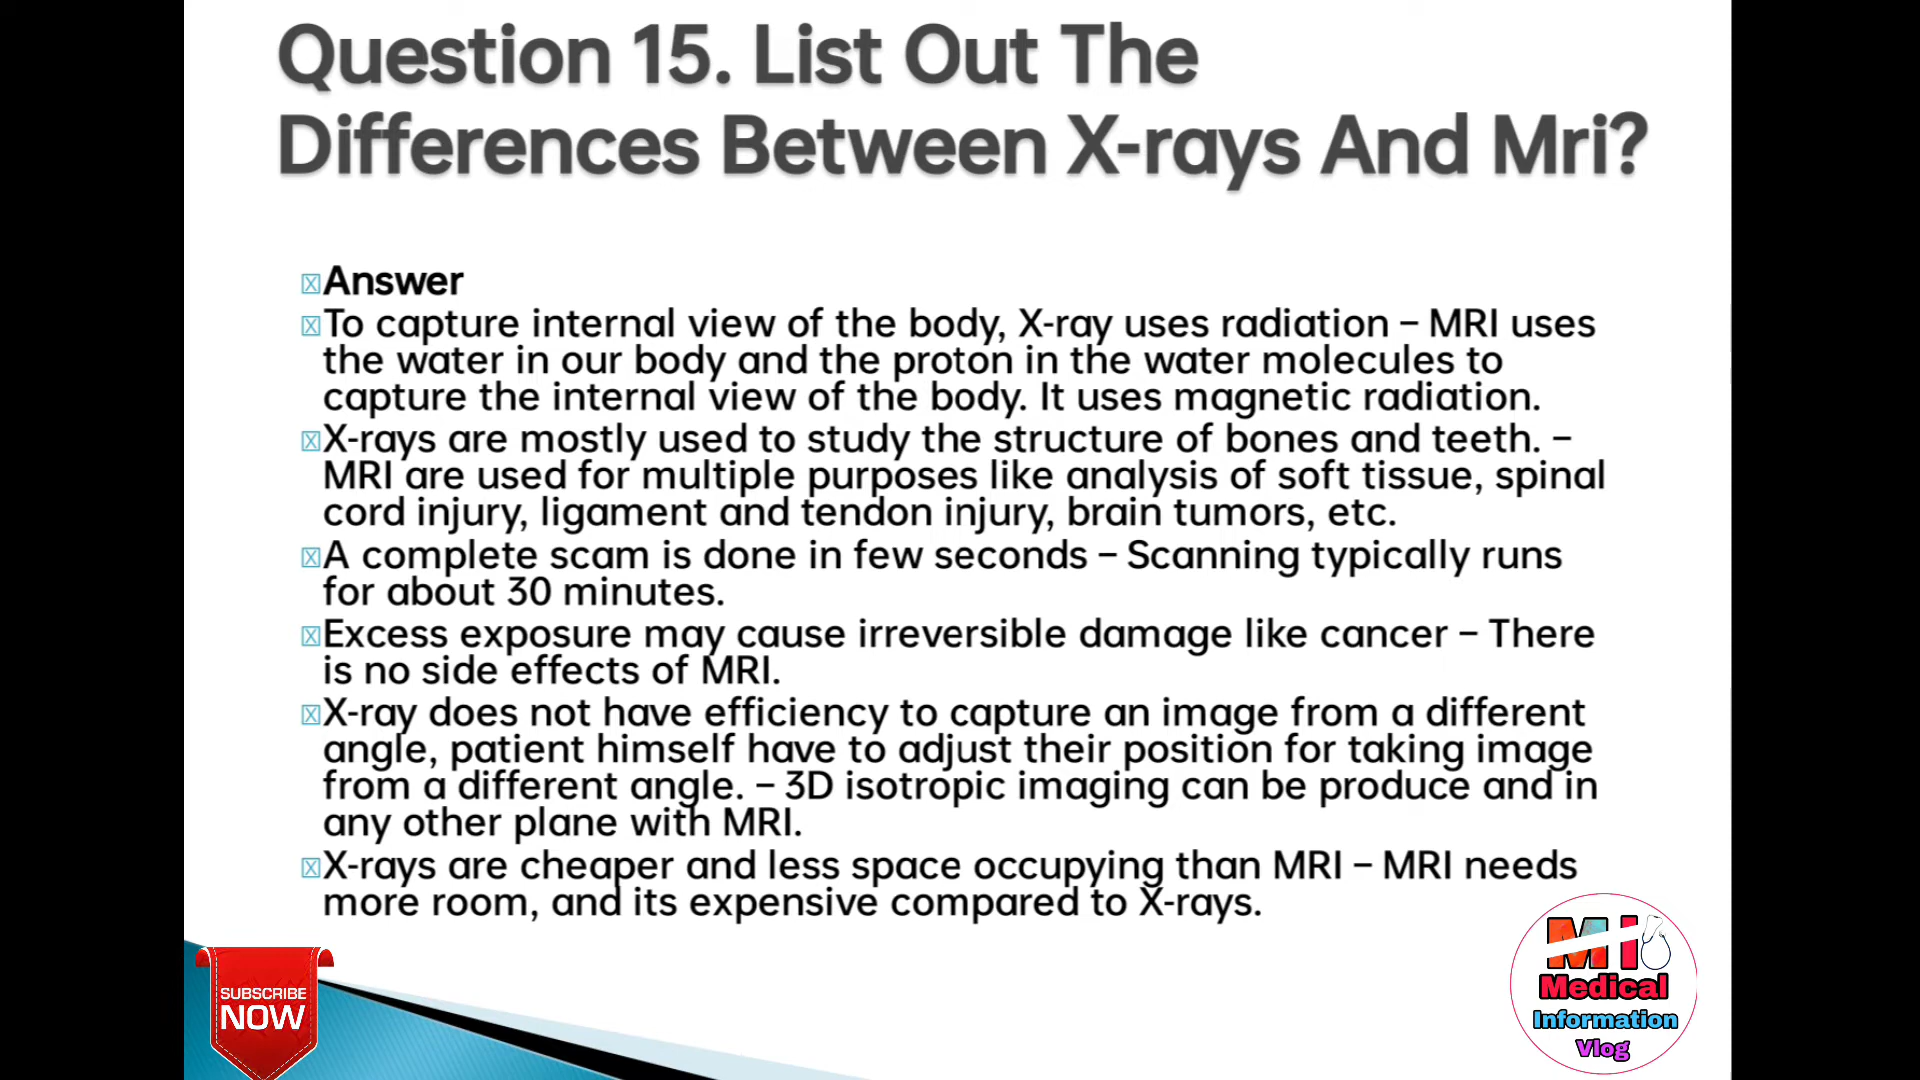 Question 15. List Out The
Differences Between X-rays And Mri?
Answer
To capture internal view of the body, X-ray uses radiation – MRI uses
the water in our body and the proton in the water molecules to
capture the internal view of the body. It uses magnetic radiation.
X-rays are mostly used to study the structure of bones and teeth. –
MRI are used for multiple purposes like analysis of soft tissue, spinal
cord injury, ligament and tendon injury, brain tumors, etc.
A complete scam is done in few seconds – Scanning typically runs
for about 30 minutes.
Excess exposure may cause irreversible damage like cancer – There
is no side effects of MRI.
X-ray does not have efficiency to capture an image from a different
angle, patient himself have to adjust their position for taking image
from a different angle. – 3D isotropic imaging can be produce and in
any other plane with MRI.
X-rays are cheaper and less space occupying than MRI – MRI needs
more room, and its expensive compared to X-rays.
SUBSCRIBE
NOW
MI
Medical
Information
Vlog